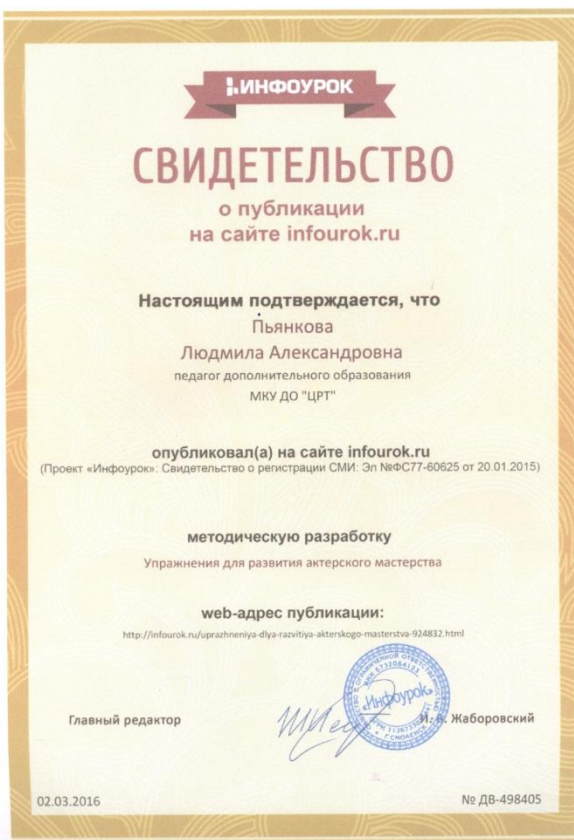 ИНФОУРОК
СВИДЕТЕЛЬСТВО
о публикации
на сайте infourok.ru
Настоящим подтверждается, что
Пьянкова
Людмила Александровна
педагог дополнительного образования
МКУ ДО "ЦРТ"
опубликовал(а) на сайте infourok.ru
(Проект «Инфоурок»: Свидетельство о регистрации СМИ: Эл №ФС77-60625 от 20.01.2015)
методическую разработку
Упражнения для развития актерского мастерства
web-адрес публикации:
http://infourok.ru/uprazhneniya-dlya-razvitiya-akterskogo-masterstva-924832.html
«Инфоурок»
г.СМОЛЕНСК
Главный редактор
И. Жаборовский
02.03.2016
№ ДВ-498405